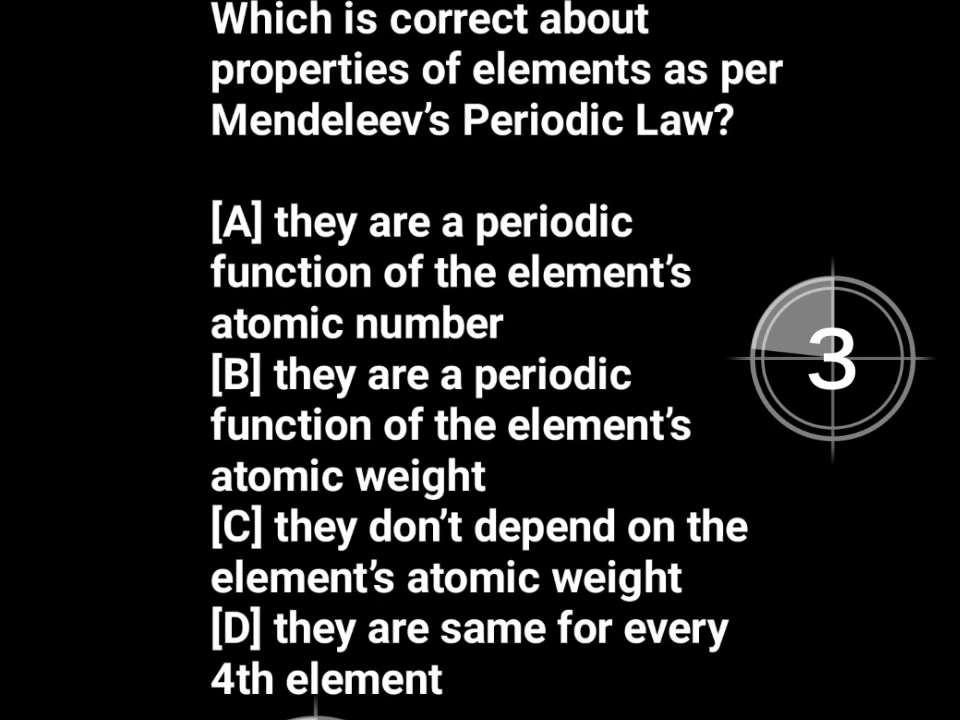 Which is correct about
properties of elements as per
Mendeleev’s Periodic Law?
[A] they are a periodic
function of the element’s
atomic number
[B] they are a periodic
function of the element’s
atomic weight
[C] they don’t depend on the
element’s atomic weight
[D] they are same for every
4th element
3